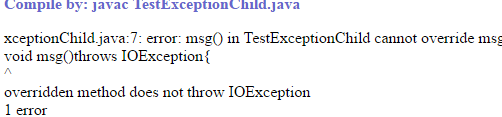 Compile by: javac TestExceptionChild.java
xceptionChild.java:7: error: msg() in TestExceptionChild cannot override msg
void msg()throws IOException{
^
overridden method does not throw IOException
1 error